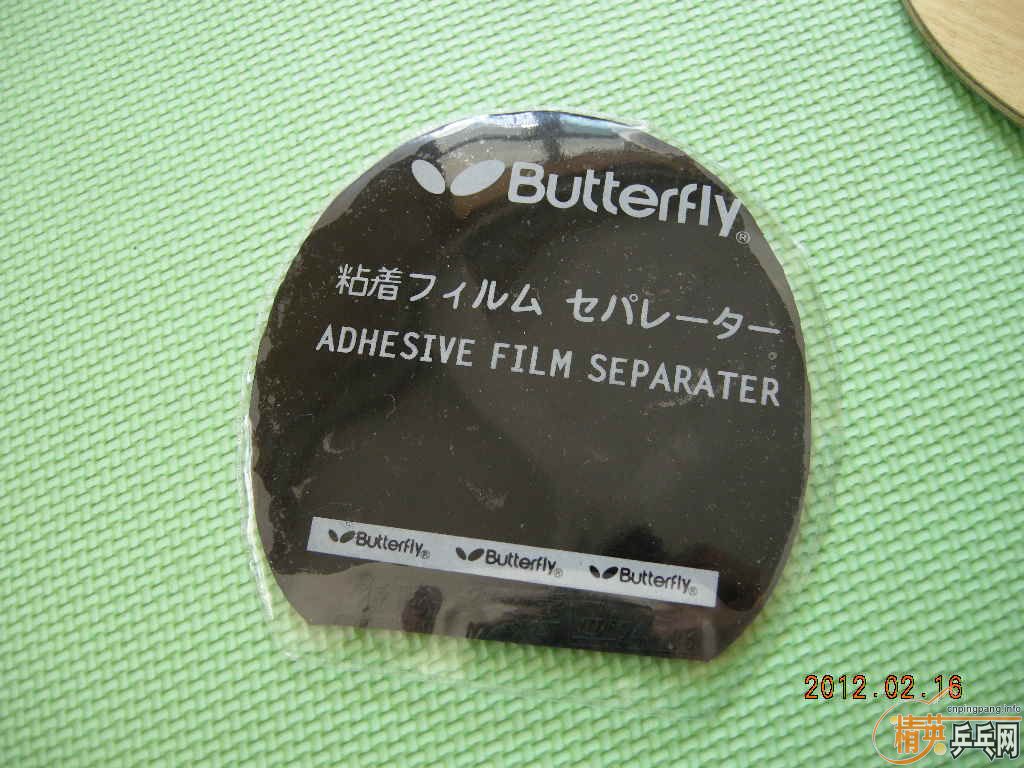 Butterfly®
粘着フィルム セパレーター
ADHESIVE FILM SEPARATER
Butterfly® Butterfly® Butterfly®
2012.02.16
cnpingpang.info
精英乒乓网